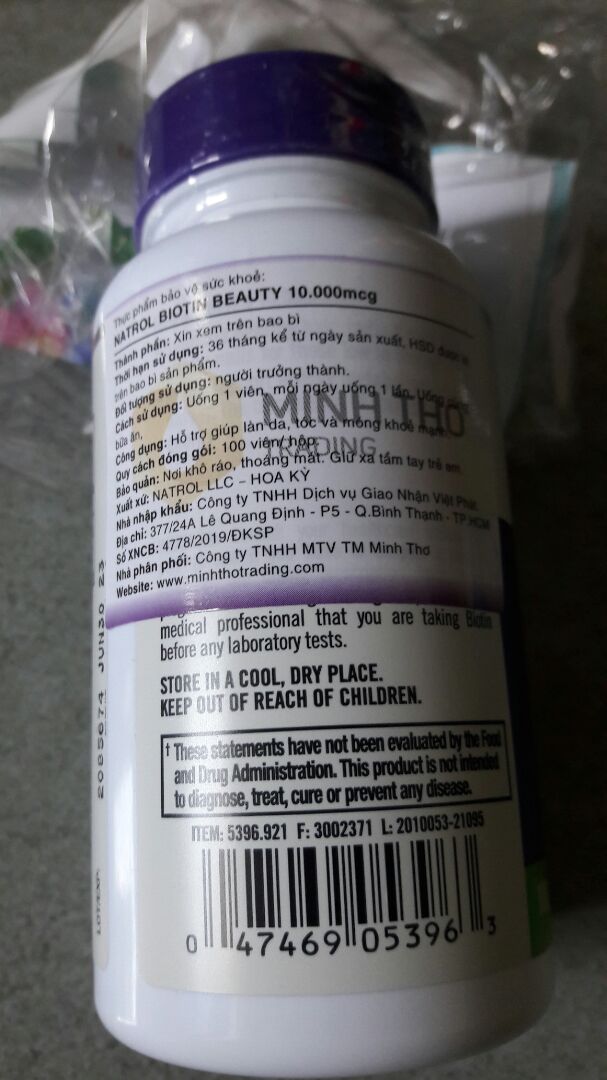 Thực phẩm bảo vệ sức khoẻ:
NATROL BIOTIN BEAUTY 10.000mcg
Thành phần: Xin xem trên bao bì
Thời hạn sử dụng: 36 tháng kể từ ngày sản xuất, HSD được
trên bao bì sản phẩm.
Đối tượng sử dụng: người trưởng thành.
Cách sử dụng: Uống 1 viên, mỗi ngày uống 1 lần. Uống
bữa ăn.
Công dụng: Hỗ trợ giúp làn da, tóc và móng khoẻ mạnh.
Quy cách đóng gói: 100 viên/ hộp
Bảo quản: Nơi khô ráo, thoáng mát. Giữ xa tầm tay trẻ em
Xuất xứ: NATROL LLC – HOA KỲ
Nhà nhập khẩu: Công ty TNHH Dịch vụ Giao Nhận Việt Phát
Địa chỉ: 377/24A Lê Quang Định - P5 - Q.Bình Thạnh - TP.HCM
Số XNCB: 4778/2019/ĐKSP
Nhà phân phối: Công ty TNHH MTV TM Minh Thơ
Website: www.minhthotrading.com
MINH THO
TRADING
medical professional that you are taking Biotin
before any laboratory tests.
STORE IN A COOL, DRY PLACE.
KEEP OUT OF REACH OF CHILDREN.
† These statements have not been evaluated by the Food
and Drug Administration. This product is not intended
to diagnose, treat, cure or prevent any disease.
ITEM: 5396.921 F: 3002371 L: 2010053-21095
0 47469 05396 3
LOT/EXP.
2085674 JUN30 23